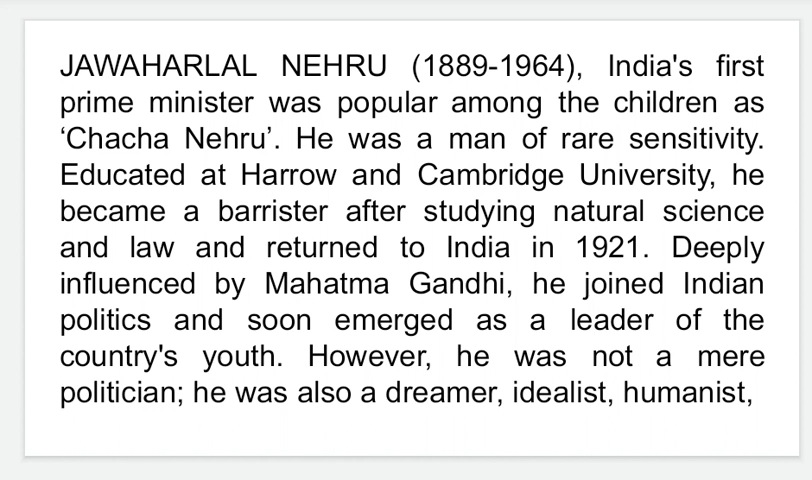 JAWAHARLAL NEHRU (1889-1964), India's first
prime minister was popular among the children as
‘Chacha Nehru’. He was a man of rare sensitivity.
Educated at Harrow and Cambridge University, he
became a barrister after studying natural science
and law and returned to India in 1921. Deeply
influenced by Mahatma Gandhi, he joined Indian
politics and soon emerged as a leader of the
country's youth. However, he was not a mere
politician; he was also a dreamer, idealist, humanist,